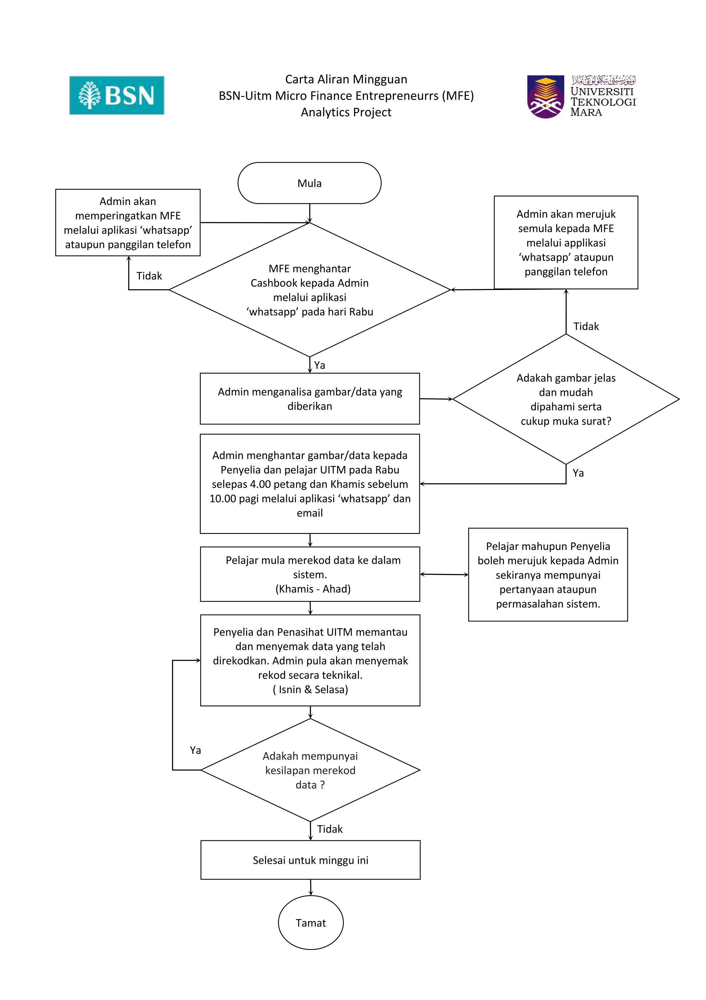 BSN
Carta Aliran Mingguan
BSN-Uitm Micro Finance Entrepreneurrs (MFE)
Analytics Project
اونيۏرسيتي تيكنولوڬي مارا
UNIVERSITI
TEKNOLOGI
MARA
Mula
Admin akan
memperingatkan MFE
melalui aplikasi ‘whatsapp’
ataupun panggilan telefon
Admin akan merujuk
semula kepada MFE
melalui applikasi
‘whatsapp’ ataupun
panggilan telefon
Tidak
MFE menghantar
Cashbook kepada Admin
melalui aplikasi
‘whatsapp’ pada hari Rabu
Tidak
Ya
Admin menganalisa gambar/data yang
diberikan
Adakah gambar jelas
dan mudah
dipahami serta
cukup muka surat?
Ya
Admin menghantar gambar/data kepada
Penyelia dan pelajar UITM pada Rabu
selepas 4.00 petang dan Khamis sebelum
10.00 pagi melalui aplikasi ‘whatsapp’ dan
email
Pelajar mula merekod data ke dalam
sistem.
(Khamis - Ahad)
Pelajar mahupun Penyelia
boleh merujuk kepada Admin
sekiranya mempunyai
pertanyaan ataupun
permasalahan sistem.
Penyelia dan Penasihat UITM memantau
dan menyemak data yang telah
direkodkan. Admin pula akan menyemak
rekod secara teknikal.
( Isnin & Selasa)
Ya
Adakah mempunyai
kesilapan merekod
data ?
Tidak
Selesai untuk minggu ini
Tamat